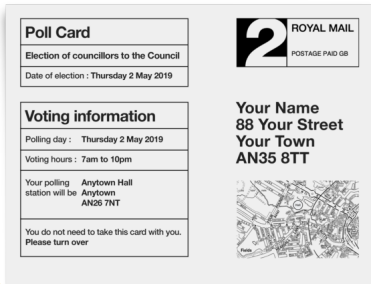 Poll Card
Election of councillors to the Council
Date of election : Thursday 2 May 2019
Voting information
Polling day : Thursday 2 May 2019
Voting hours : 7am to 10pm
Your polling Anytown Hall
station will be Anytown
AN26 7NT
You do not need to take this card with you.
Please turn over
2
ROYAL MAIL
POSTAGE PAID GB
Your Name
88 Your Street
Your Town
AN35 8TT
Fields